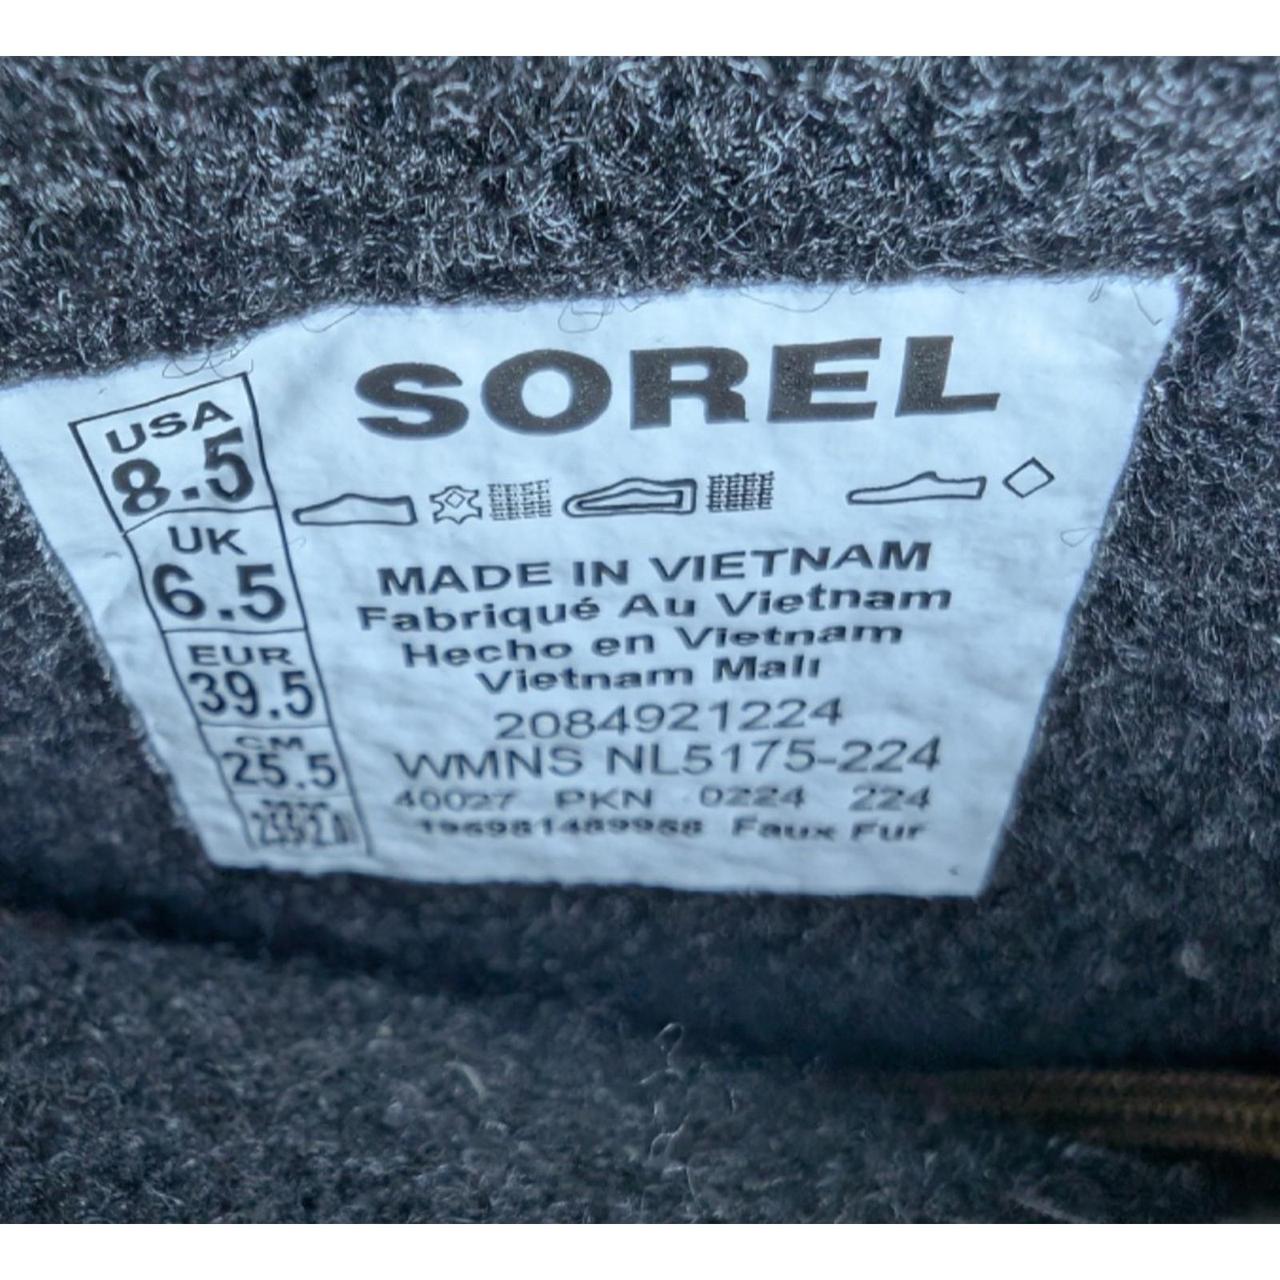 SOREL
USA
8.5
UK
6.5
EUR
39.5
CM
25.5
MADE IN VIETNAM
Fabriqué Au Vietnam
Hecho en Vietnam
Vietnam Malı
2084921224
WMNS NL5175-224
40027 PKN 0224 224
Faux Fur